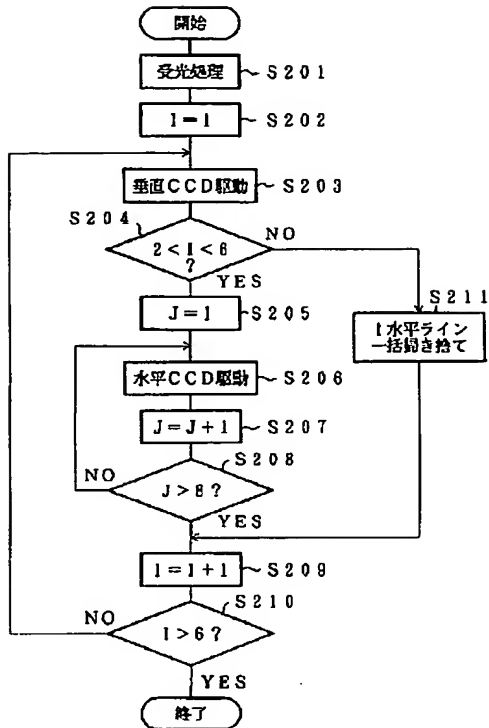 開始
受光処理 S201
I=1 S202
垂直CCD駆動 S203
S204
2<I<6
?
NO
YES
S211
J=1 S205
1水平ライン
一括掃き捨て
水平CCD駆動 S206
J=J+1 S207
NO
S208
J>8?
YES
I=I+1 S209
NO
S210
I>6?
YES
終了